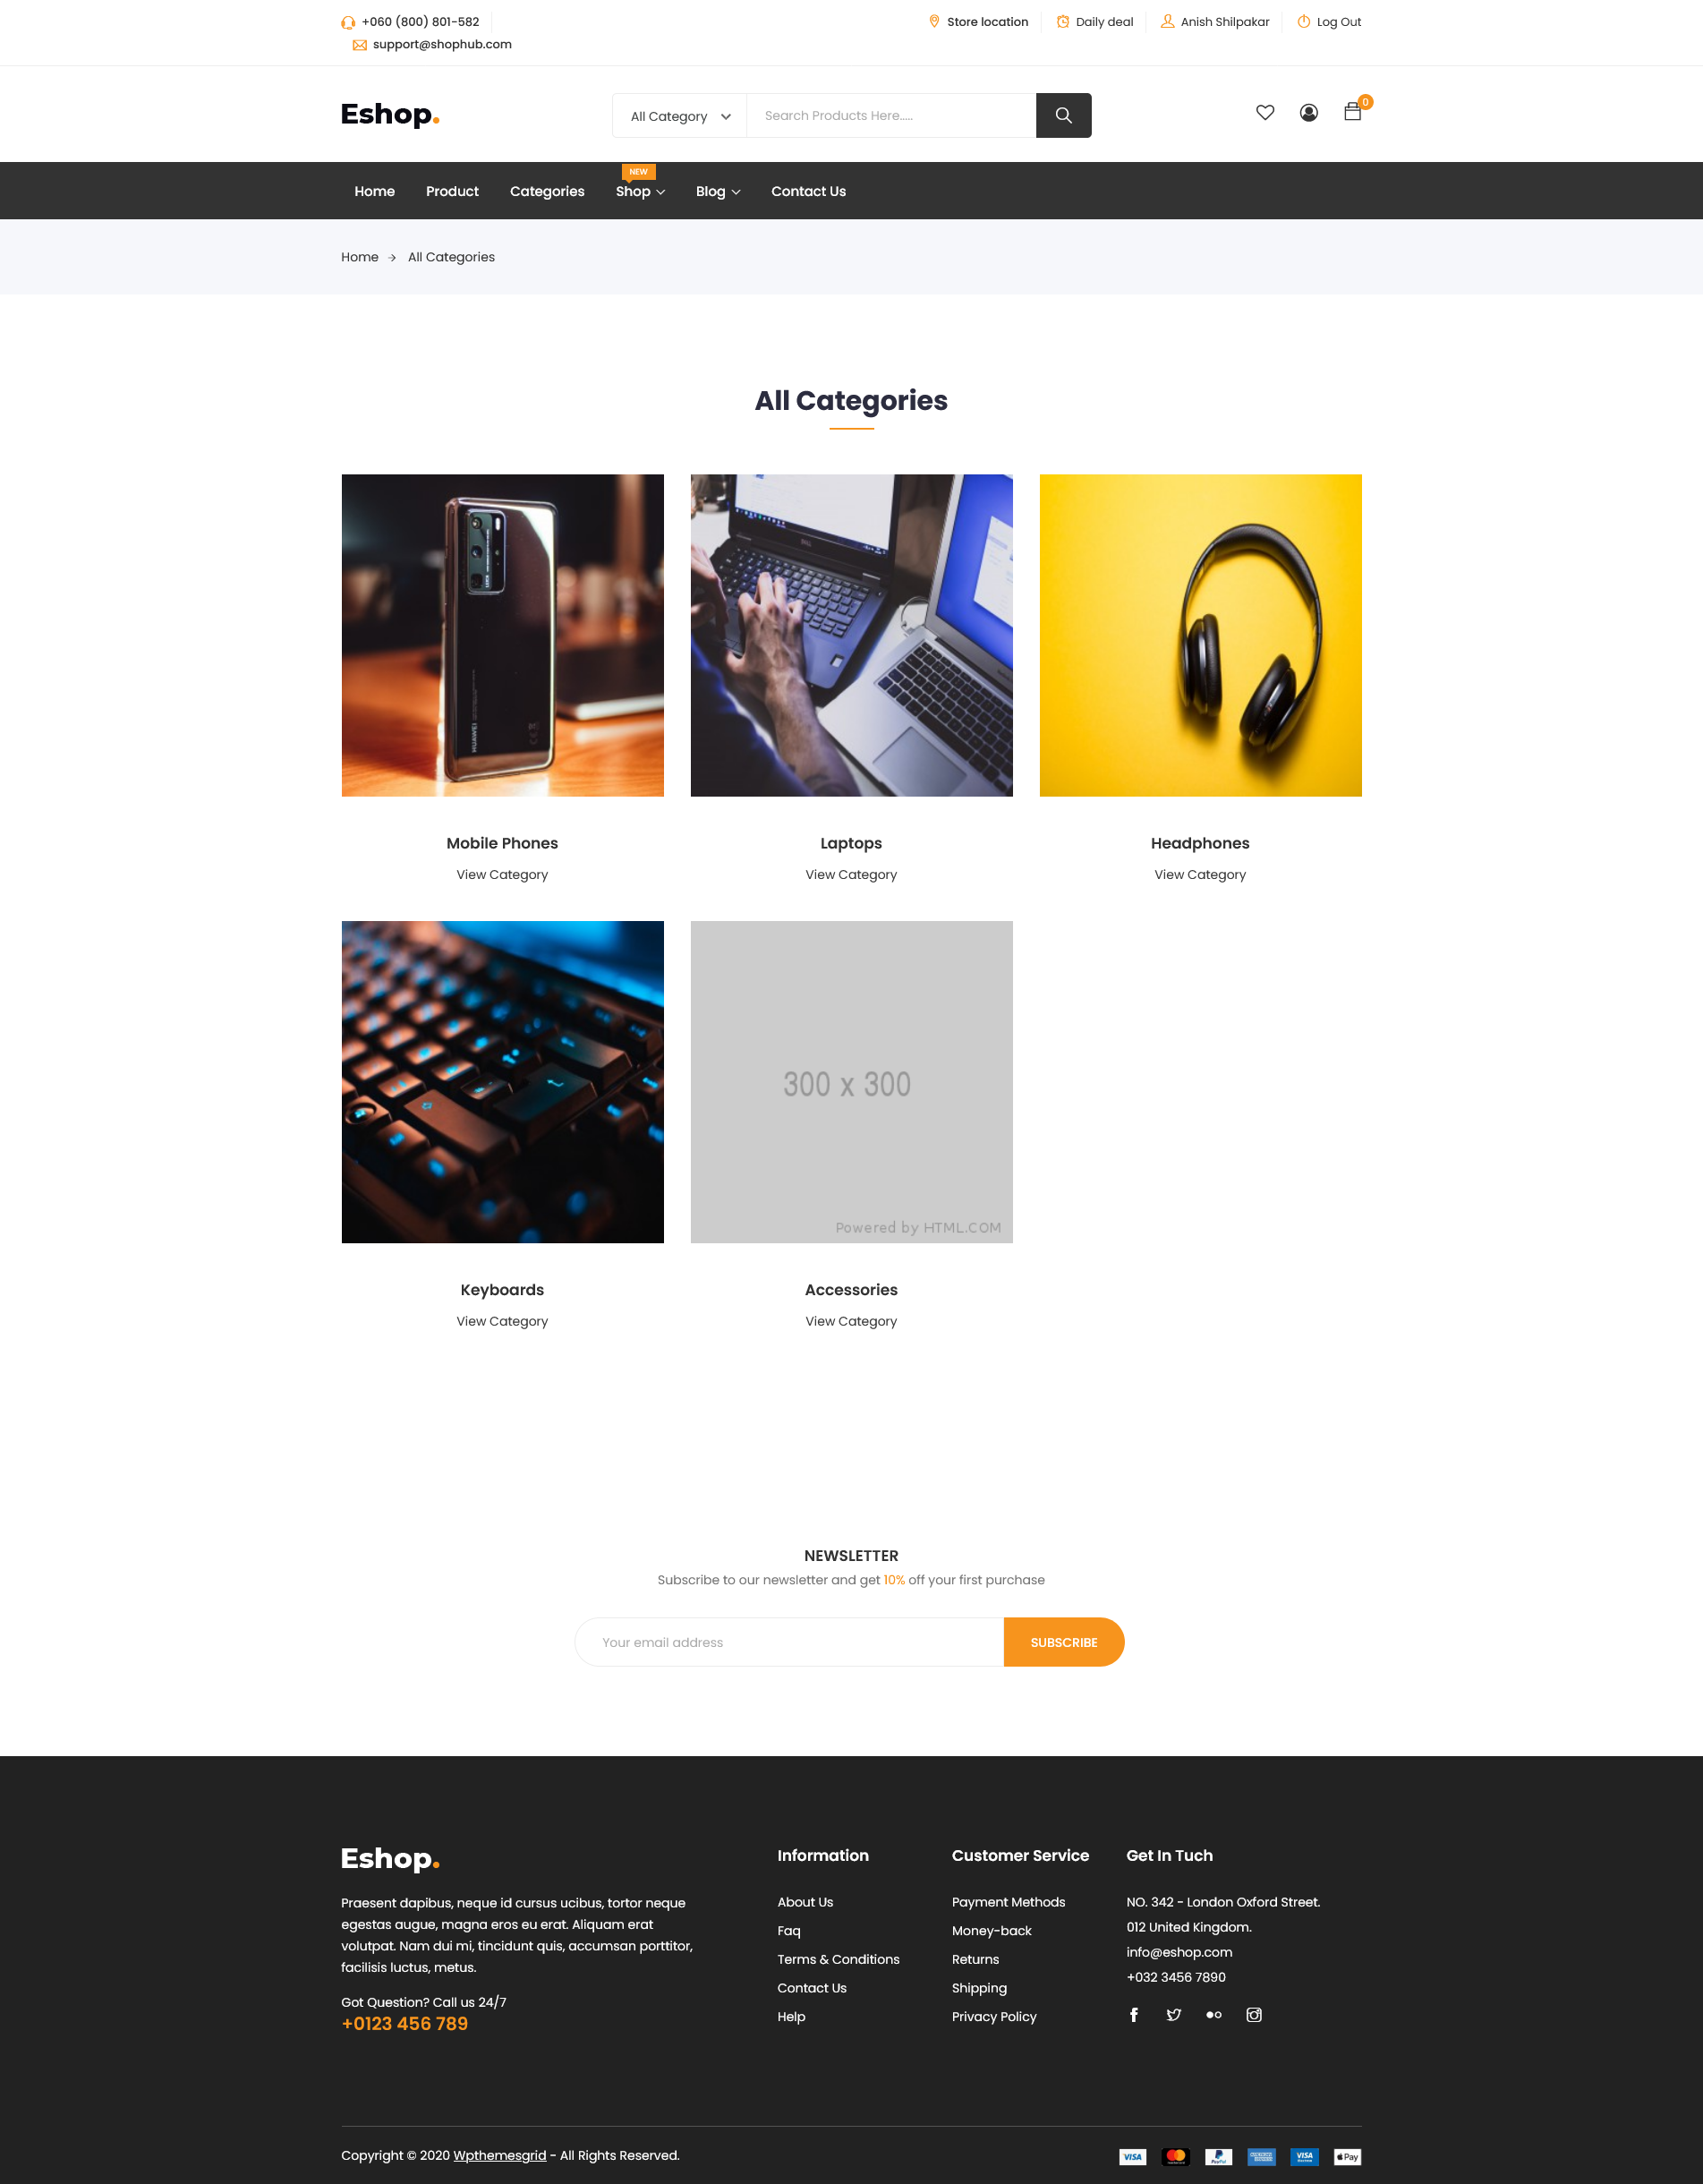 +060 (800) 801-582
support@shophub.com
Store location
Daily deal
Anish Shilpakar
Log Out
Eshop.
All Category
Search Products Here.....
0
NEW
Home
Product
Categories
Shop
Blog
Contact Us
Home
All Categories
All Categories
HUAWEI
DELL
Mobile Phones
Laptops
Headphones
View Category
View Category
View Category
300 x 300
Powered by HTML.COM
Keyboards
Accessories
View Category
View Category
NEWSLETTER
Subscribe to our newsletter and get 10% off your first purchase
Your email address
SUBSCRIBE
Eshop.
Praesent dapibus, neque id cursus ucibus, tortor neque
egestas augue, magna eros eu erat. Aliquam erat
volutpat. Nam dui mi, tincidunt quis, accumsan porttitor,
facilisis luctus, metus.
Got Question? Call us 24/7
+0123 456 789
Information
About Us
Faq
Terms & Conditions
Contact Us
Help
Customer Service
Payment Methods
Money-back
Returns
Shipping
Privacy Policy
Get In Tuch
NO. 342 - London Oxford Street.
012 United Kingdom.
info@eshop.com
+032 3456 7890
Copyright © 2020 Wpthemesgrid - All Rights Reserved.
VISA
PayPal
VISA
Pay